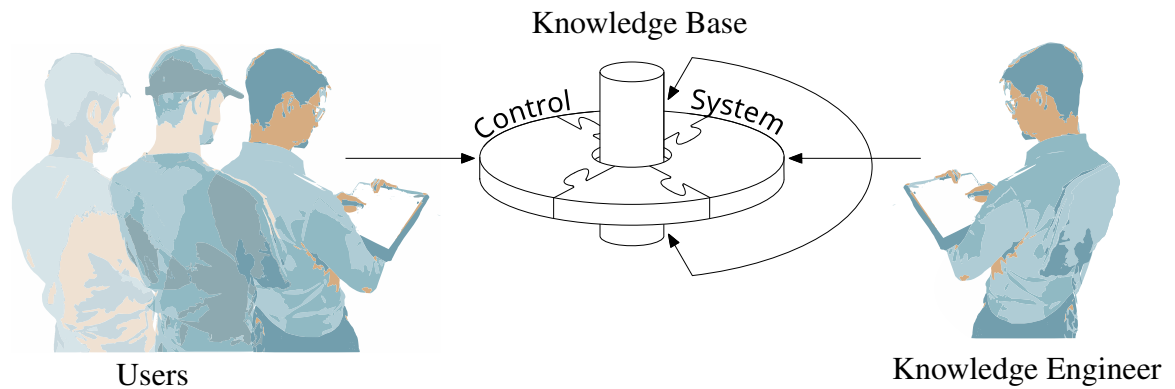 Knowledge Base
Control System
Users
Knowledge Engineer